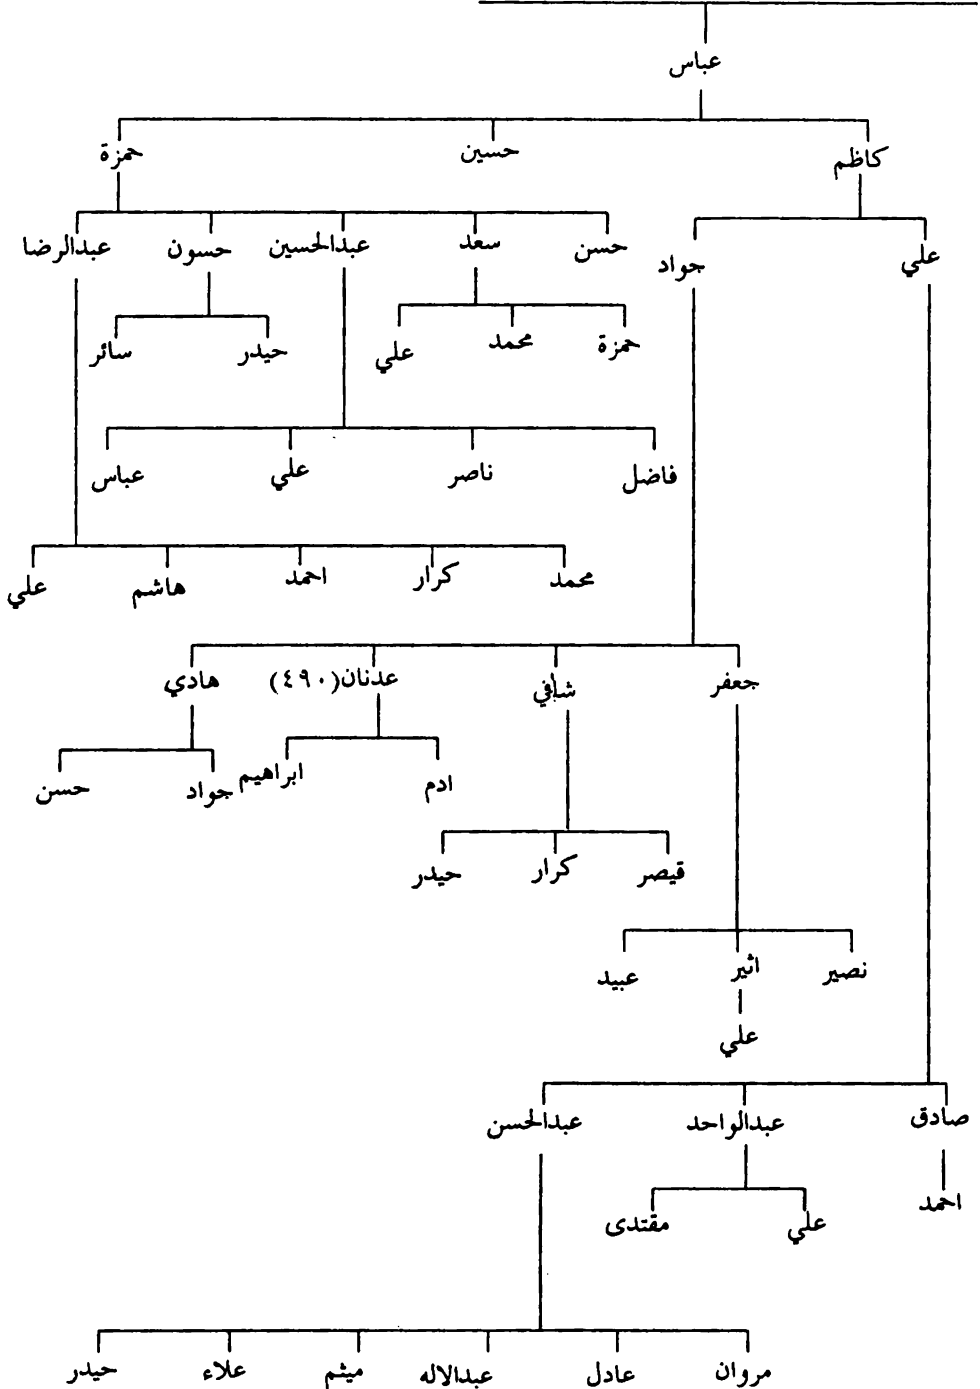 عباس
كاظم حسين حمزة
علي جواد حسن سعد عبدالحسين حسون عبدالرضا
حمزة محمد علي حيدر سائر
فاضل ناصر علي عباس
محمد كرار احمد هاشم علي
جعفر شافي عدنان(٤٩٠) هادي
ادم ابراهيم جواد حسن
قيصر كرار حيدر
نصير اثير عبيد
علي
صادق عبدالواحد عبدالحسن
احمد علي مقتدى
مروان عادل عبدالاله ميثم علاء حيدر